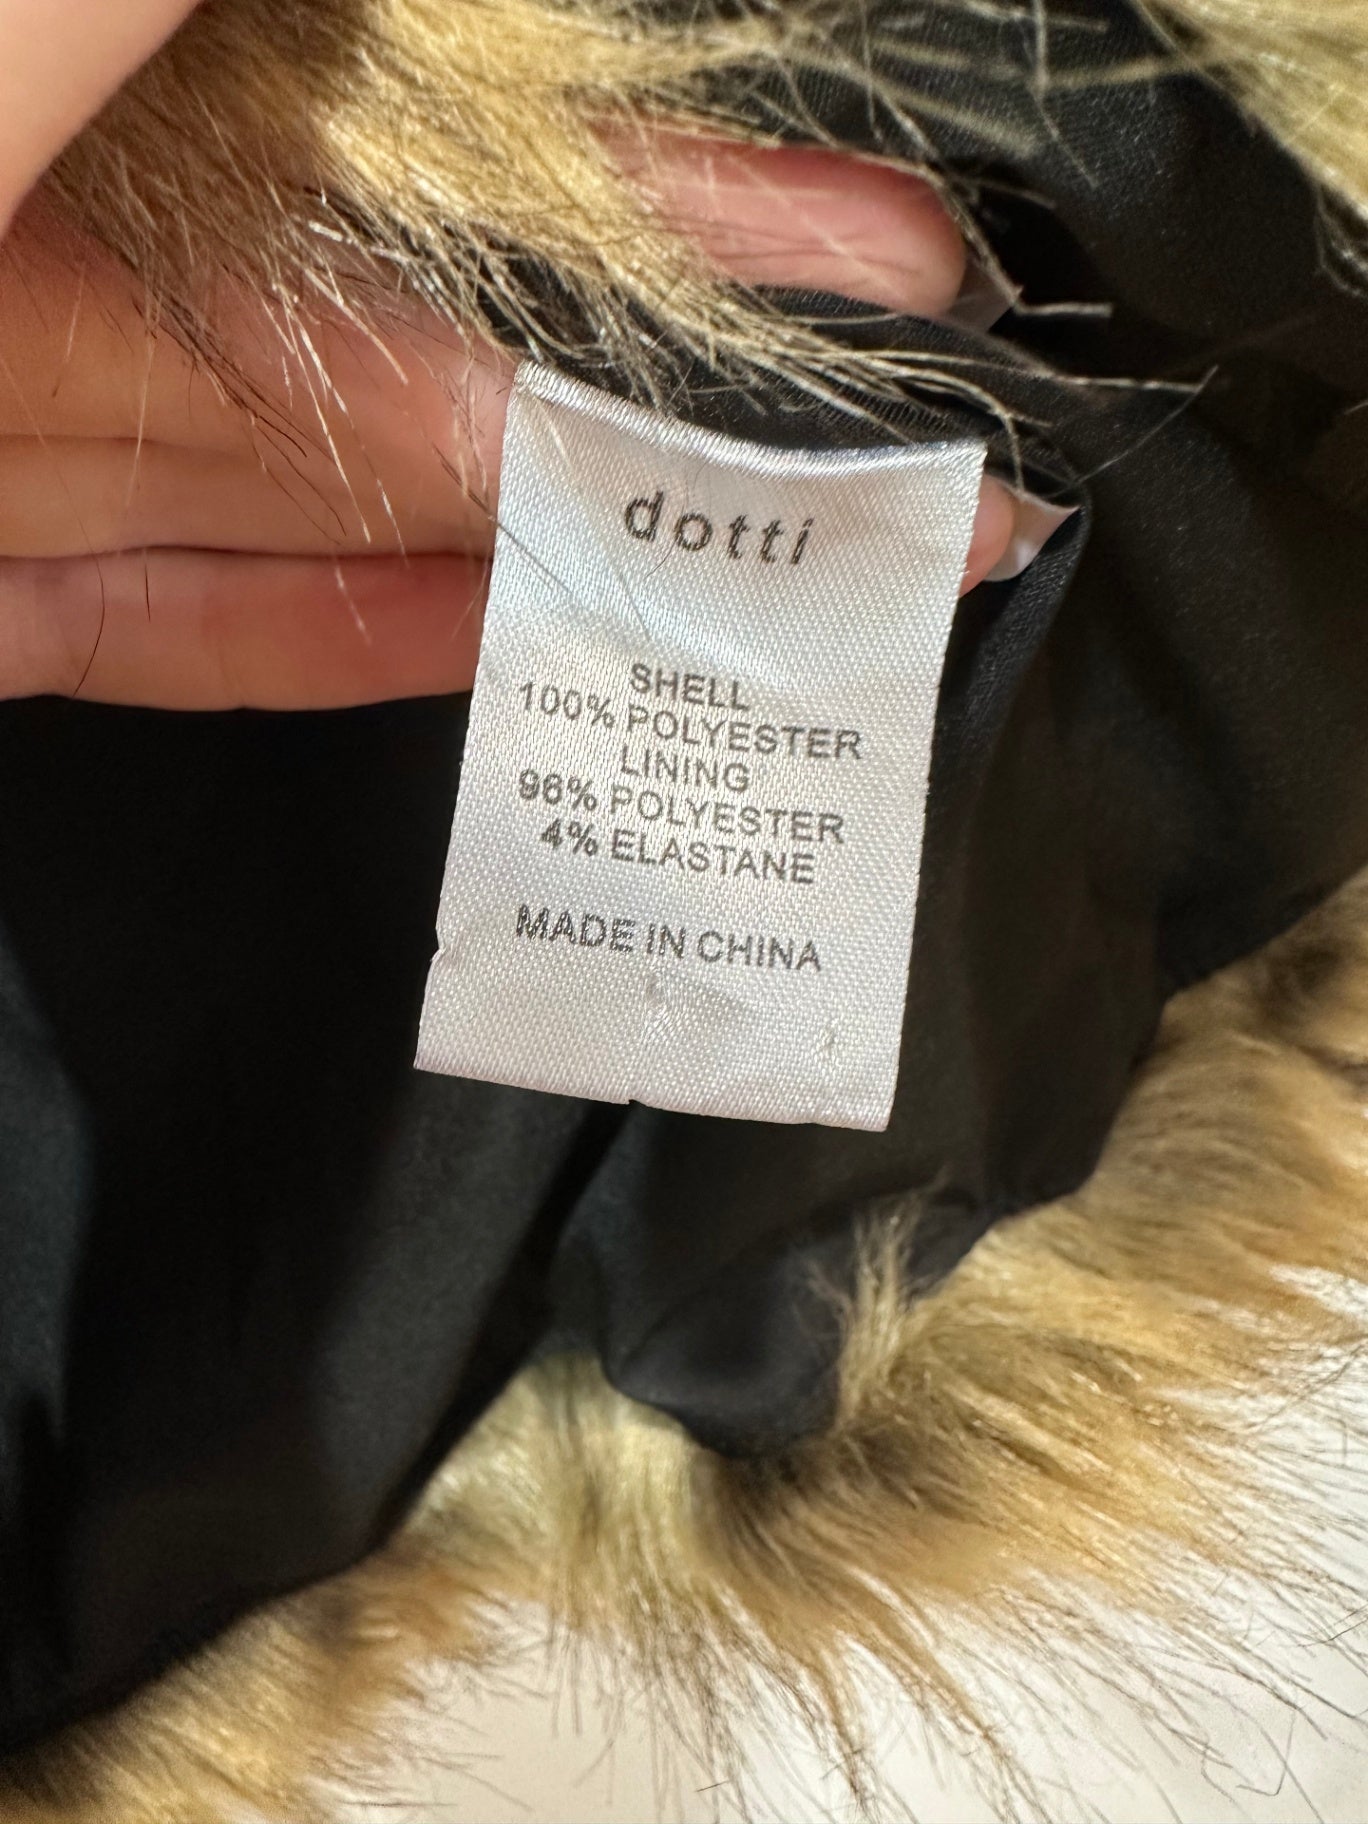 dotti
SHELL
100% POLYESTER
LINING
96% POLYESTER
4% ELASTANE
MADE IN CHINA